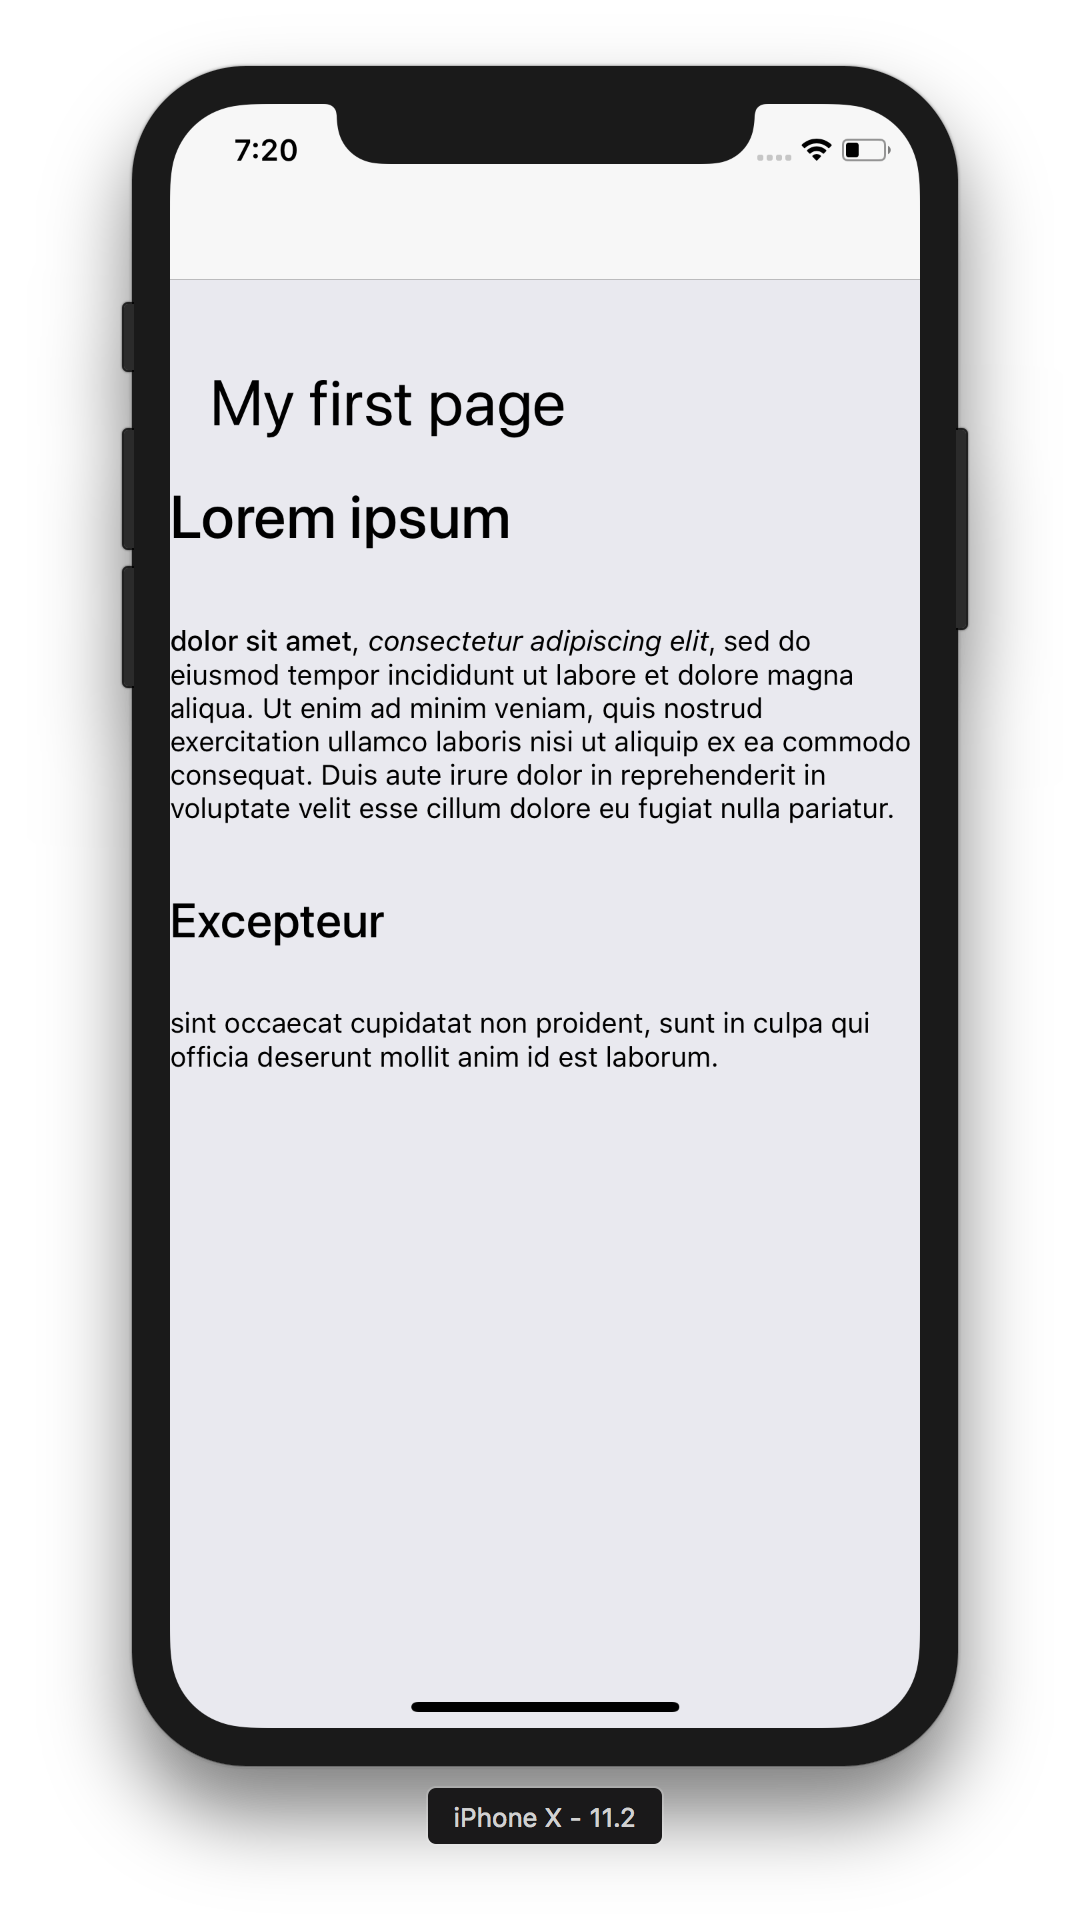 7:20
My first page
Lorem ipsum
dolor sit amet, consectetur adipiscing elit, sed do
eiusmod tempor incididunt ut labore et dolore magna
aliqua. Ut enim ad minim veniam, quis nostrud
exercitation ullamco laboris nisi ut aliquip ex ea commodo
consequat. Duis aute irure dolor in reprehenderit in
voluptate velit esse cillum dolore eu fugiat nulla pariatur.
Excepteur
sint occaecat cupidatat non proident, sunt in culpa qui
officia deserunt mollit anim id est laborum.
iPhone X - 11.2